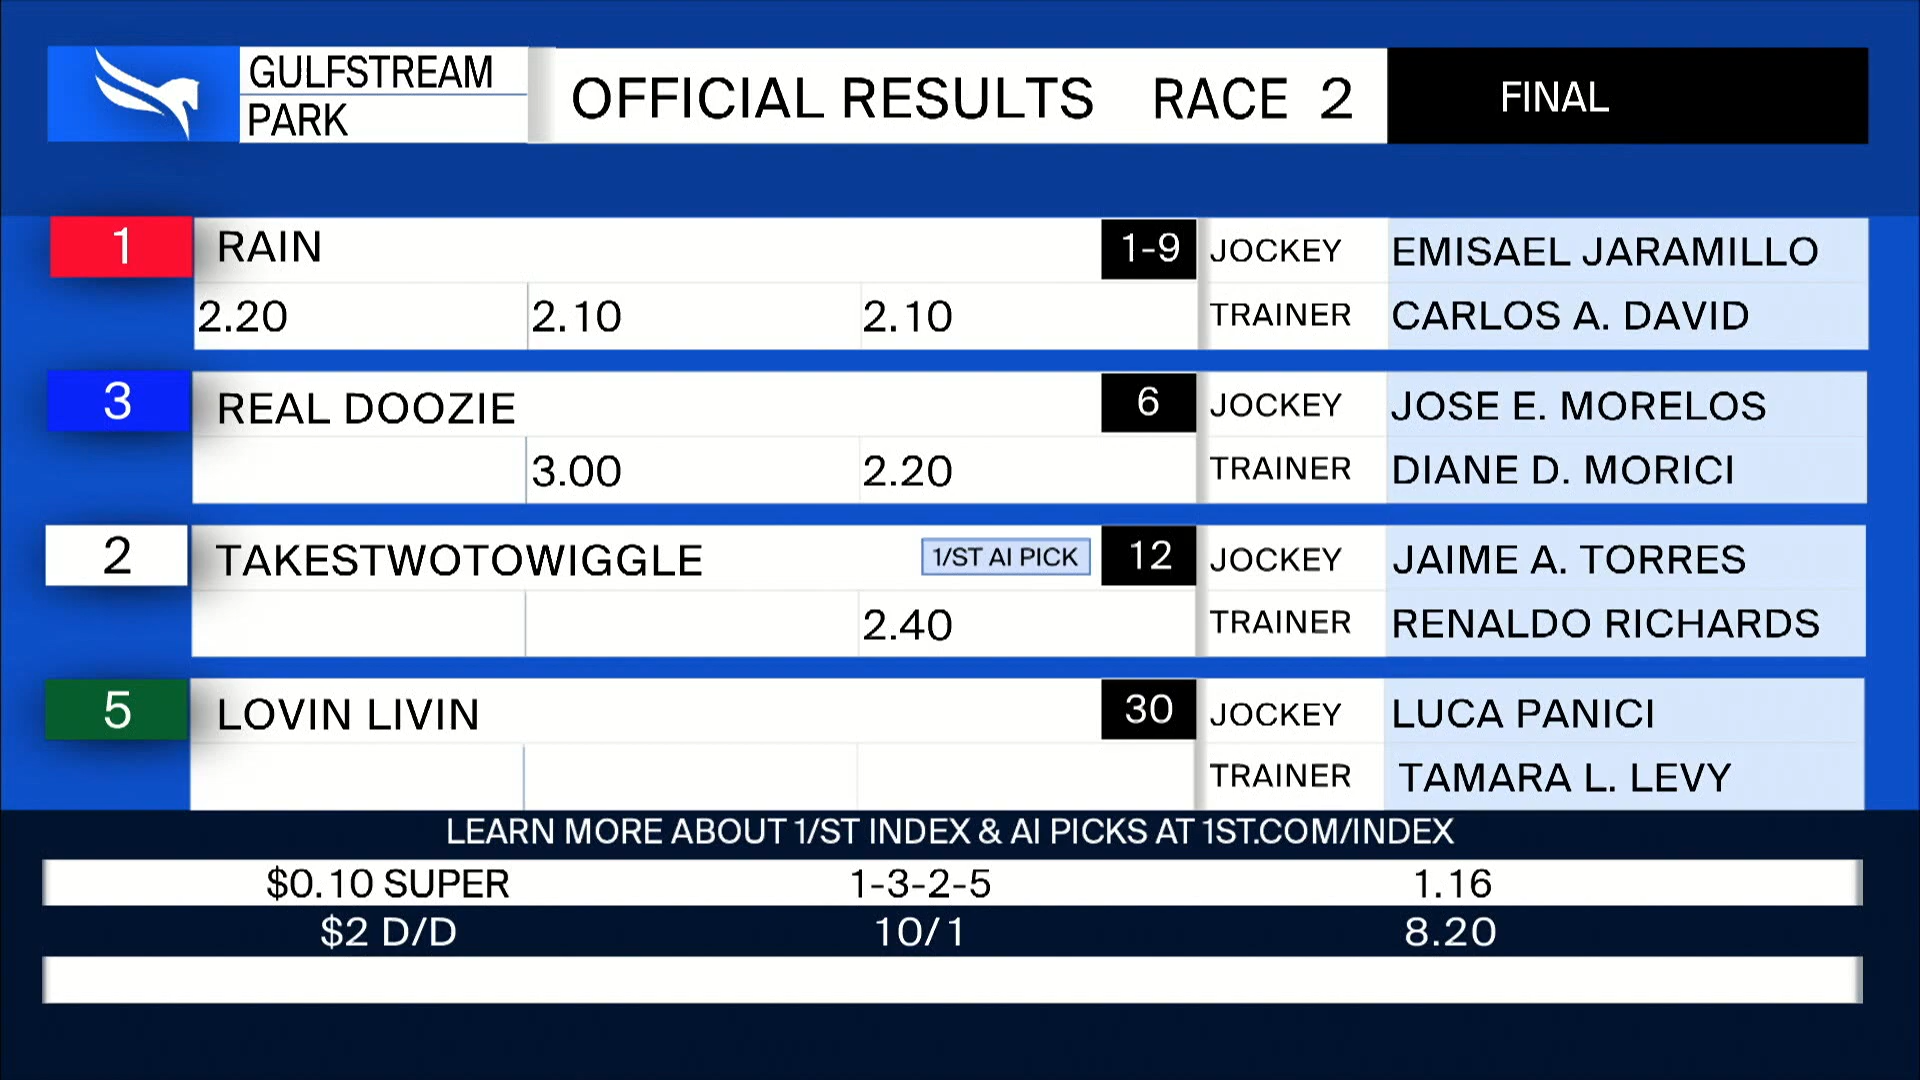 GULFSTREAM
PARK
OFFICIAL RESULTS RACE 2
FINAL
1 RAIN 1-9 JOCKEY EMISAEL JARAMILLO
2.20 2.10 2.10 TRAINER CARLOS A. DAVID
3 REAL DOOZIE 6 JOCKEY JOSE E. MORELOS
3.00 2.20 TRAINER DIANE D. MORICI
2 TAKESTWOTOWIGGLE 1/ST AI PICK 12 JOCKEY JAIME A. TORRES
2.40 TRAINER RENALDO RICHARDS
5 LOVIN LIVIN 30 JOCKEY LUCA PANICI
TRAINER TAMARA L. LEVY
LEARN MORE ABOUT 1/ST INDEX & AI PICKS AT 1ST.COM/INDEX
$0.10 SUPER 1-3-2-5 1.16
$2 D/D 10/1 8.20